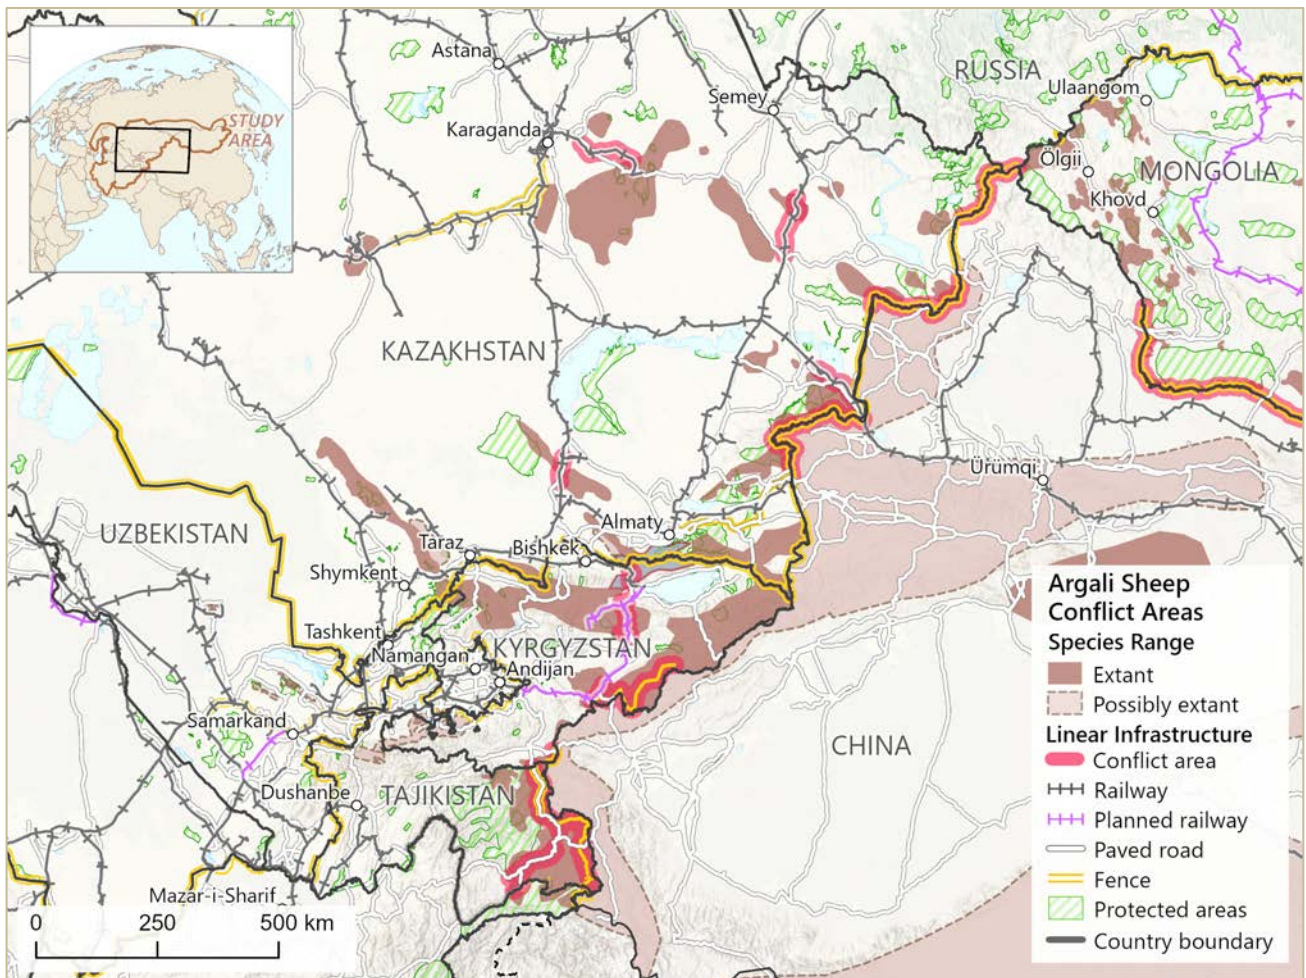 STUDY
AREA
Astana
Karaganda
Semey
RUSSIA
Ulaangom
Ölgii
MONGOLIA
Khovd
KAZAKHSTAN
Ürümqi
UZBEKISTAN
Almaty
Taraz
Bishkek
Shymkent
Tashkent
Namangan
KYRGYZSTAN
Andijan
Samarkand
CHINA
Dushanbe
TAJIKISTAN
Mazar-i-Sharif
0 250 500 km
Argali Sheep
Conflict Areas
Species Range
Extant
Possibly extant
Linear Infrastructure
Conflict area
Railway
Planned railway
Paved road
Fence
Protected areas
Country boundary